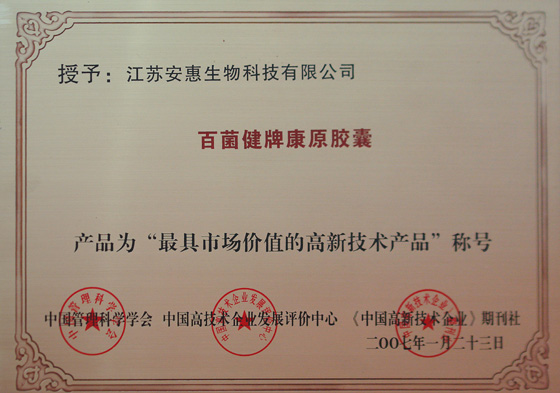 授予：江苏安惠生物科技有限公司
百菌健牌康原胶囊
产品为“最具市场价值的高新技术产品”称号
中国管理科学学会 中国高技术企业发展评价中心 《中国高新技术企业》期刊社
二〇〇七年一月二十三日